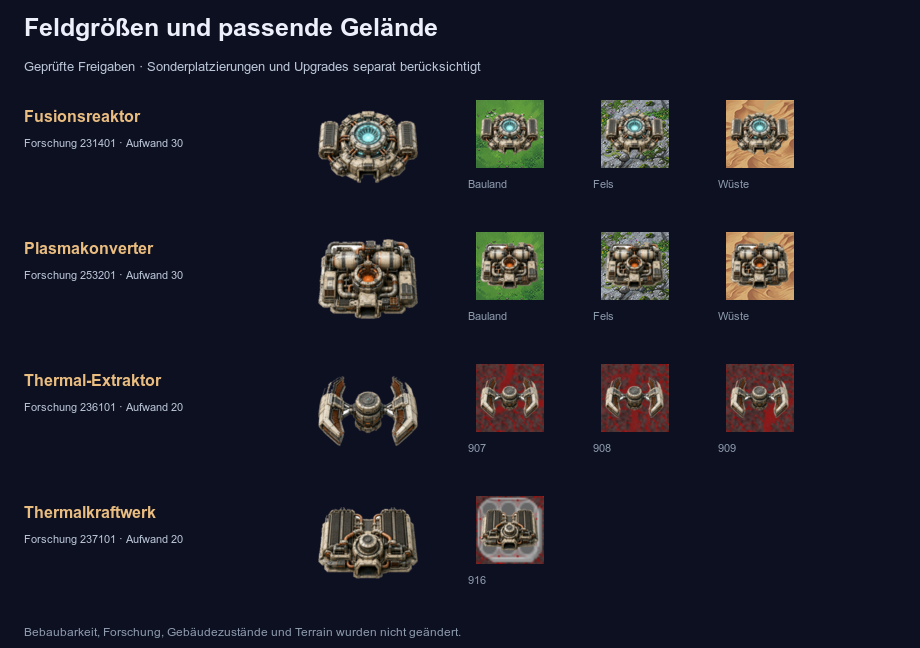 Feldgrößen und passende Gelände
Geprüfte Freigaben · Sonderplatzierungen und Upgrades separat berücksichtigt
Fusionsreaktor
Forschung 231401 · Aufwand 30
Bauland
Fels
Wüste
Plasmakonverter
Forschung 253201 · Aufwand 30
Bauland
Fels
Wüste
Thermal-Extraktor
Forschung 236101 · Aufwand 20
907
908
909
Thermalkraftwerk
Forschung 237101 · Aufwand 20
916
Bebaubarkeit, Forschung, Gebäudezustände und Terrain wurden nicht geändert.